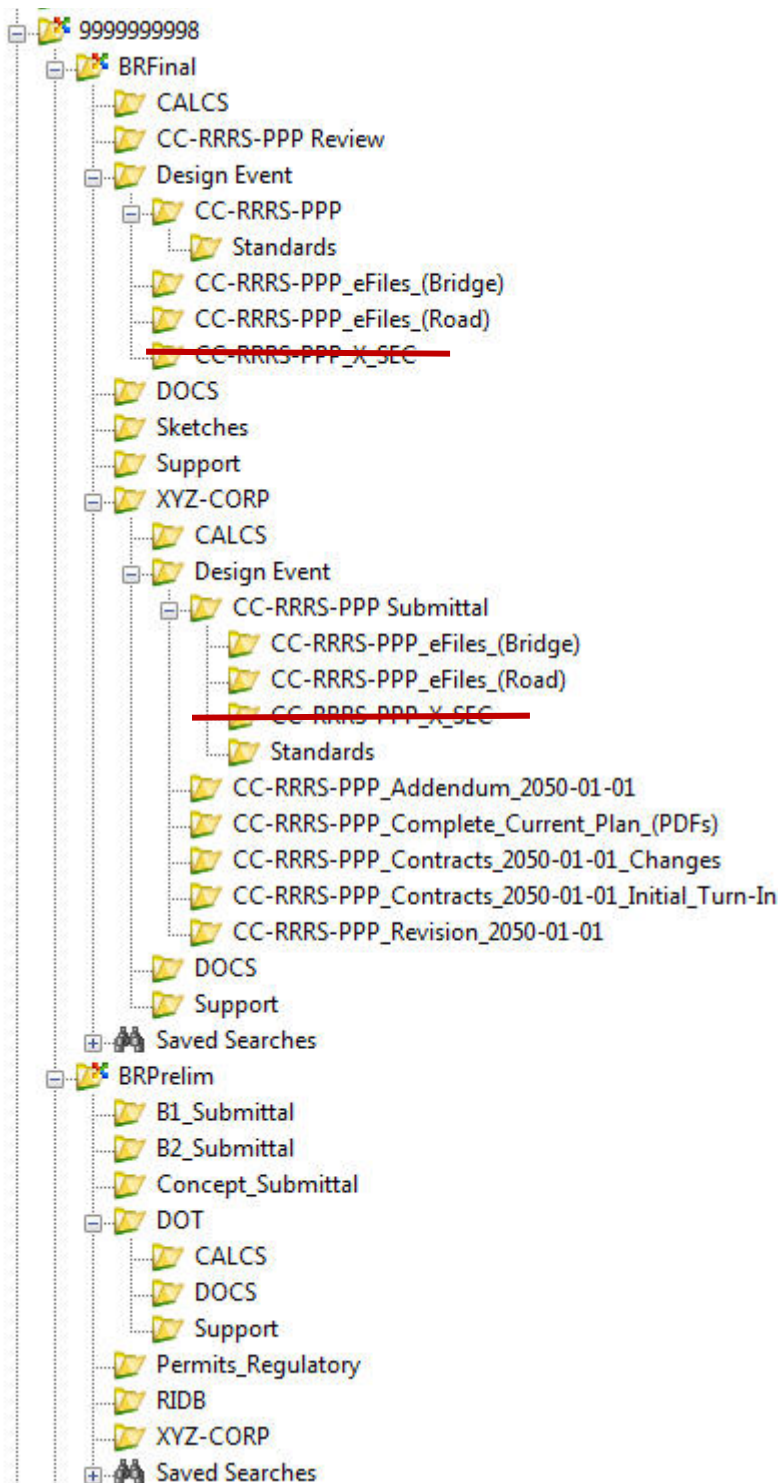 9999999998
BRFinal
CALCS
CC-RRRS-PPP Review
Design Event
CC-RRRS-PPP
Standards
CC-RRRS-PPP_eFiles_(Bridge)
CC-RRRS-PPP_eFiles_(Road)
CC-RRRS-PPP_X_SEC
DOCS
Sketches
Support
XYZ-CORP
CALCS
Design Event
CC-RRRS-PPP Submittal
CC-RRRS-PPP_eFiles_(Bridge)
CC-RRRS-PPP_eFiles_(Road)
CC-RRRS-PPP_X_SEC
Standards
CC-RRRS-PPP_Addendum_2050-01-01
CC-RRRS-PPP_Complete_Current_Plan_(PDFs)
CC-RRRS-PPP_Contracts_2050-01-01_Changes
CC-RRRS-PPP_Contracts_2050-01-01_Initial_Turn-In
CC-RRRS-PPP_Revision_2050-01-01
DOCS
Support
Saved Searches
BRPrelim
B1_Submittal
B2_Submittal
Concept_Submittal
DOT
CALCS
DOCS
Support
Permits_Regulatory
RIDB
XYZ-CORP
Saved Searches